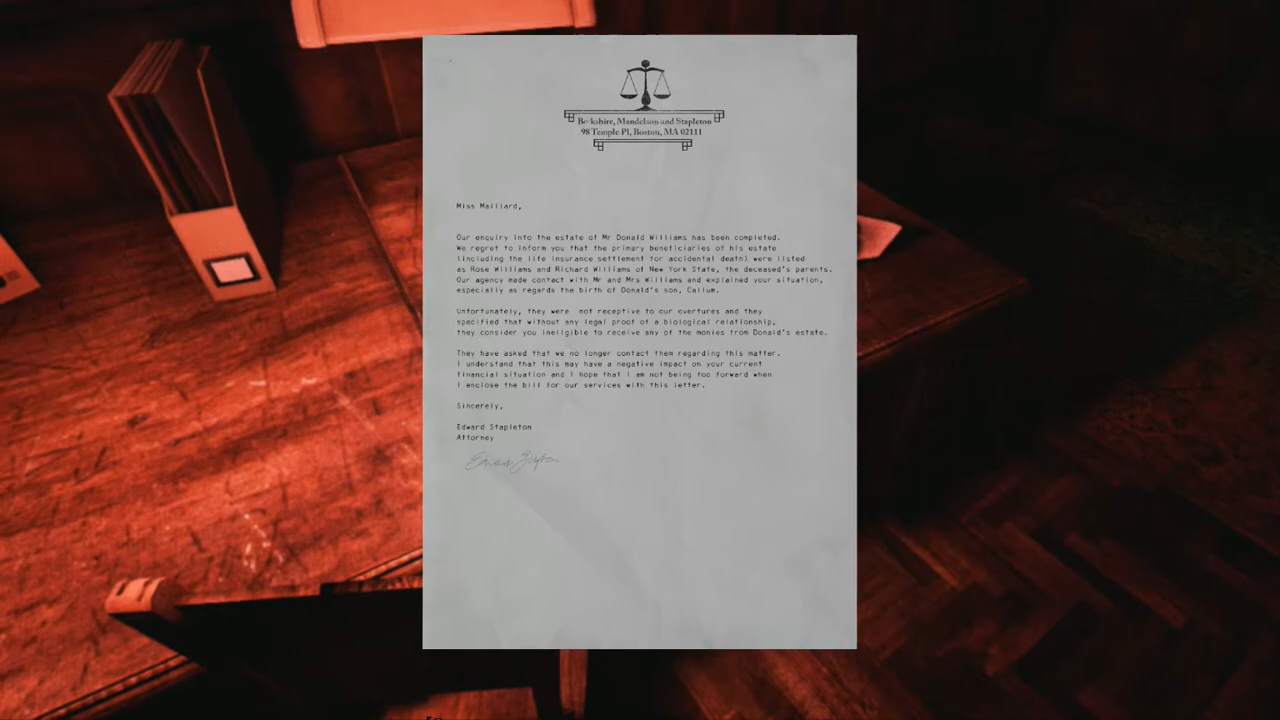 Berkshire, Mandelson and Stapleton
98 Temple Pl, Boston, MA 02111
Miss Maillard,
Our enquiry into the estate of Mr Donald Williams has been completed.
We regret to inform you that the primary beneficiaries of his estate
(including the life insurance settlement for accidental death) were listed
as Rose Williams and Richard Williams of New York State, the deceased's parents.
Our agency made contact with Mr and Mrs Williams and explained your situation,
especially as regards the birth of Donald's son, Callum.
Unfortunately, they were not receptive to our overtures and they
specified that without any legal proof of a biological relationship,
they consider you ineligible to receive any of the monies from Donald's estate.
They have asked that we no longer contact them regarding this matter.
I understand that this may have a negative impact on your current
financial situation and I hope that I am not being too forward when
I enclose the bill for our services with this letter.
Sincerely,
Edward Stapleton
Attorney